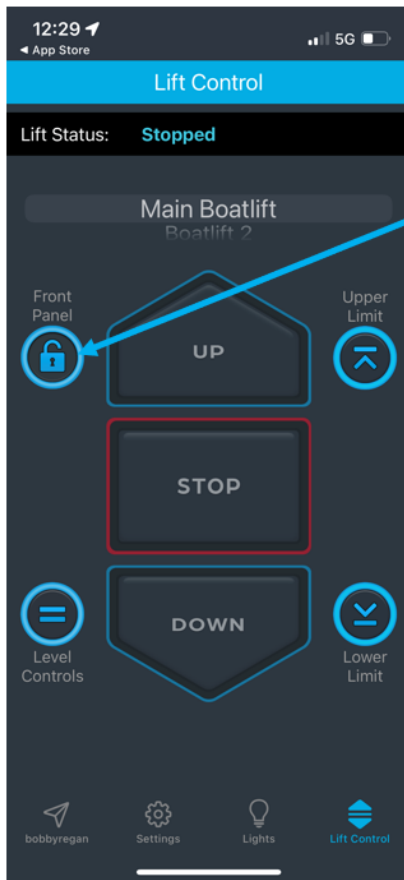 12:29
◄ App Store
5G
Lift Control
Lift Status: Stopped
Main Boatlift
Boatlift 2
Front
Panel
Upper
Limit
UP
STOP
DOWN
Level
Controls
Lower
Limit
bobbyregan
Settings
Lights
Lift Control